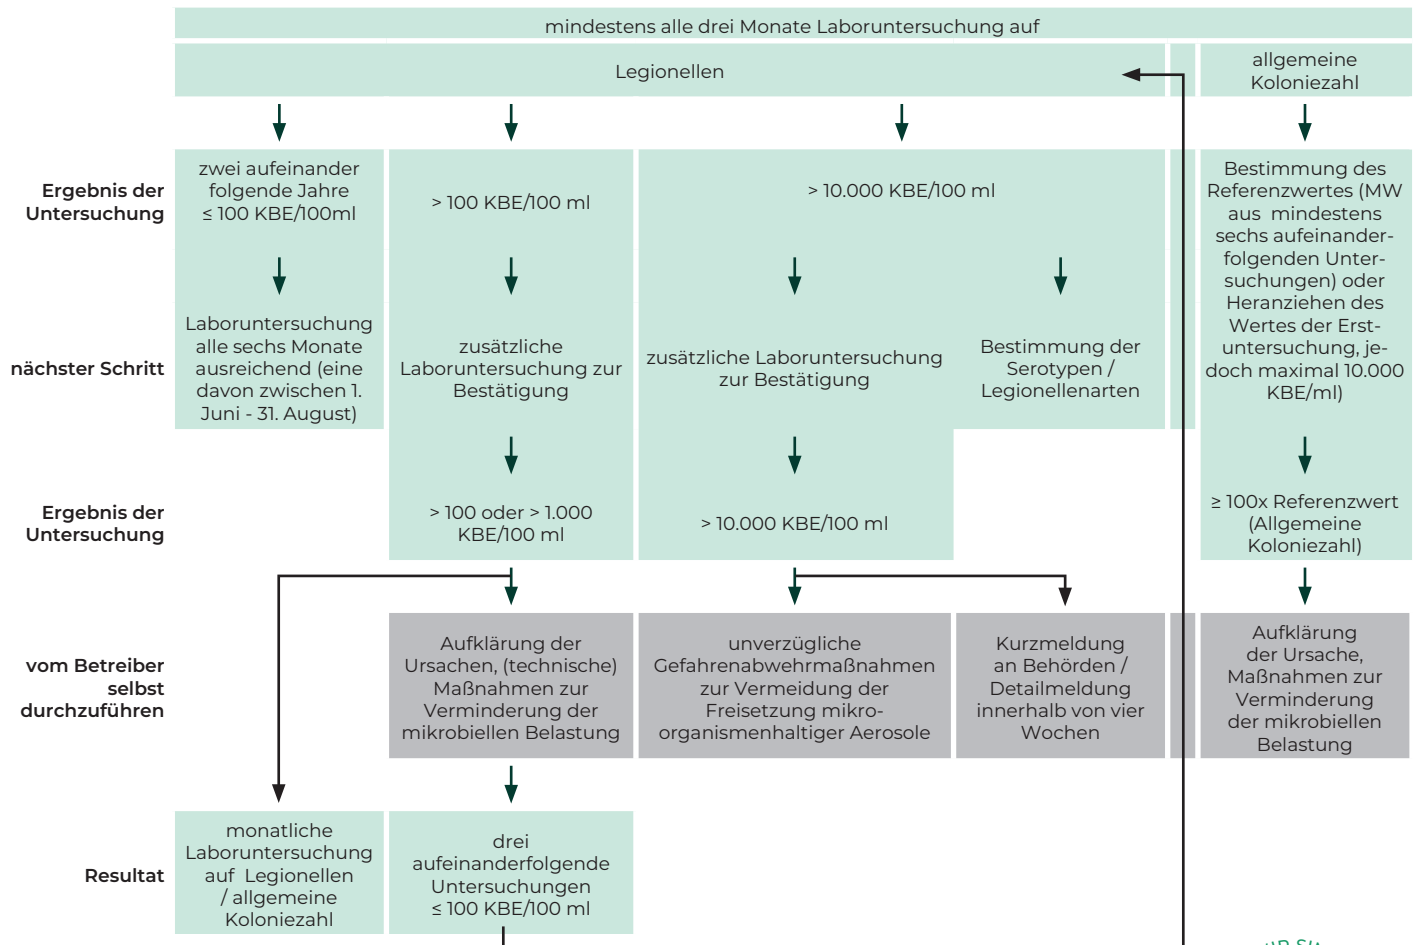 mindestens alle drei Monate Laboruntersuchung auf
Legionellen
allgemeine
Koloniezahl
Ergebnis der
Untersuchung
zwei aufeinander
folgende Jahre
≤ 100 KBE/100ml
> 100 KBE/100 ml
> 10.000 KBE/100 ml
Bestimmung des
Referenzwertes (MW
aus mindestens
sechs aufeinander-
folgenden Unter-
suchungen) oder
Heranziehen des
Wertes der Erst-
untersuchung, je-
doch maximal 10.000
KBE/ml)
nächster Schritt
Laboruntersuchung
alle sechs Monate
ausreichend (eine
davon zwischen 1.
Juni - 31. August)
zusätzliche
Laboruntersuchung zur
Bestätigung
zusätzliche Laboruntersuchung
zur Bestätigung
Bestimmung der
Serotypen /
Legionellenarten
Ergebnis der
Untersuchung
> 100 oder > 1.000
KBE/100 ml
> 10.000 KBE/100 ml
≥ 100x Referenzwert
(Allgemeine
Koloniezahl)
vom Betreiber
selbst
durchzuführen
Aufklärung der
Ursachen, (technische)
Maßnahmen zur
Verminderung der
mikrobiellen Belastung
unverzügliche
Gefahrenabwehrmaßnahmen
zur Vermeidung der
Freisetzung mikro-
organismenhaltiger Aerosole
Kurzmeldung
an Behörden /
Detailmeldung
innerhalb von vier
Wochen
Aufklärung
der Ursache,
Maßnahmen zur
Verminderung
der mikrobiellen
Belastung
Resultat
monatliche
Laboruntersuchung
auf Legionellen
/ allgemeine
Koloniezahl
drei
aufeinanderfolgende
Untersuchungen
≤ 100 KBE/100 ml